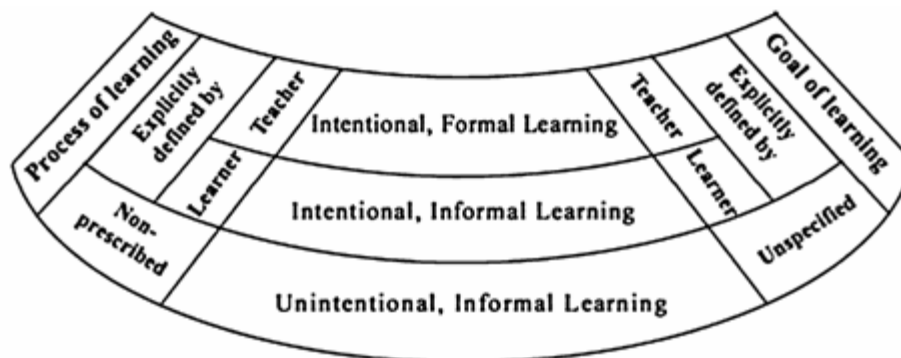 Process of learning
Explicitly
defined by
Teacher
Intentional, Formal Learning
Teacher
Explicitly
defined by
Goal of learning
Learner
Intentional, Informal Learning
Learner
Non-
prescribed
Unintentional, Informal Learning
Unspecified